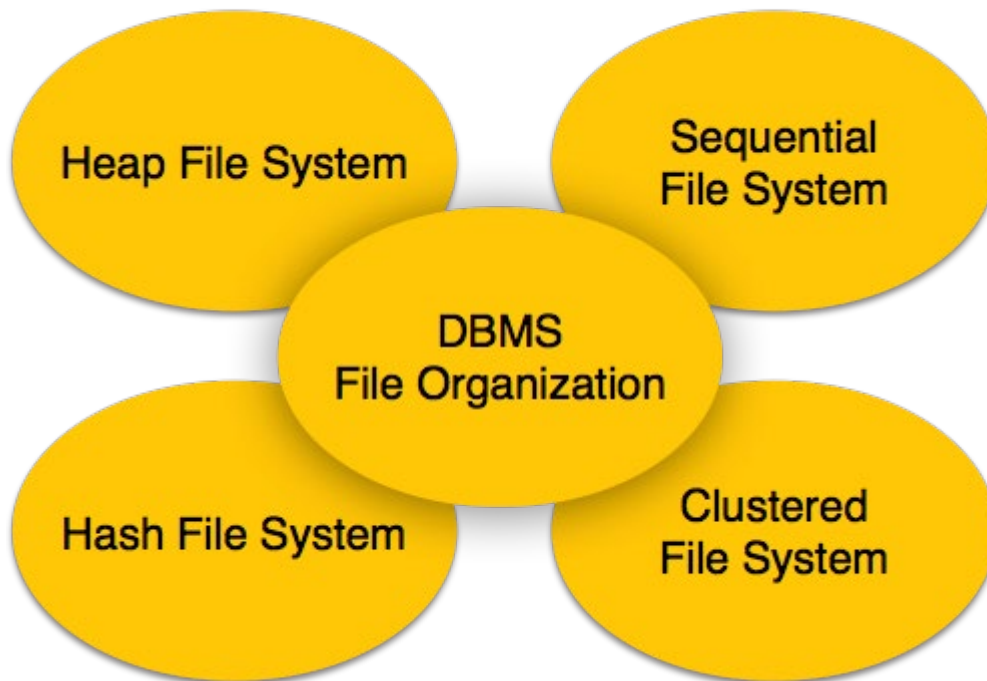 Heap File System
Sequential
File System
DBMS
File Organization
Hash File System
Clustered
File System